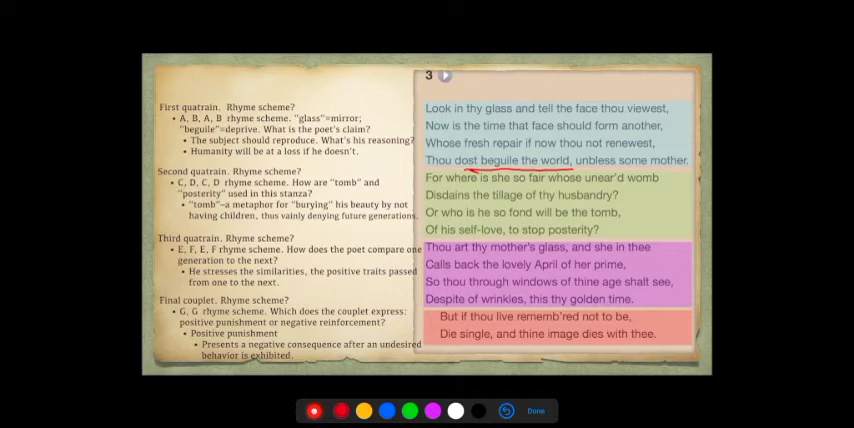 First quatrain. Rhyme scheme?
• A, B, A, B rhyme scheme. "glass"=mirror;
"beguile"=deprive. What is the poet's claim?
• The subject should reproduce. What's his reasoning?
• Humanity will be at a loss if he doesn't.
Second quatrain. Rhyme scheme?
• C, D, C, D rhyme scheme. How are "tomb" and
"posterity" used in this stanza?
• "tomb"–a metaphor for "burying" his beauty by not
having children, thus vainly denying future generations.
Third quatrain. Rhyme scheme?
• E, F, E, F rhyme scheme. How does the poet compare one
generation to the next?
• He stresses the similarities, the positive traits passed
from one to the next.
Final couplet. Rhyme scheme?
• G, G rhyme scheme. Which does the couplet express:
positive punishment or negative reinforcement?
• Positive punishment
• Presents a negative consequence after an undesired
behavior is exhibited.
3
Look in thy glass and tell the face thou viewest,
Now is the time that face should form another,
Whose fresh repair if now thou not renewest,
Thou dost beguile the world, unbless some mother.
For where is she so fair whose unear'd womb
Disdains the tillage of thy husbandry?
Or who is he so fond will be the tomb,
Of his self-love, to stop posterity?
Thou art thy mother's glass, and she in thee
Calls back the lovely April of her prime,
So thou through windows of thine age shalt see,
Despite of wrinkles, this thy golden time.
But if thou live rememb'red not to be,
Die single, and thine image dies with thee.
Done